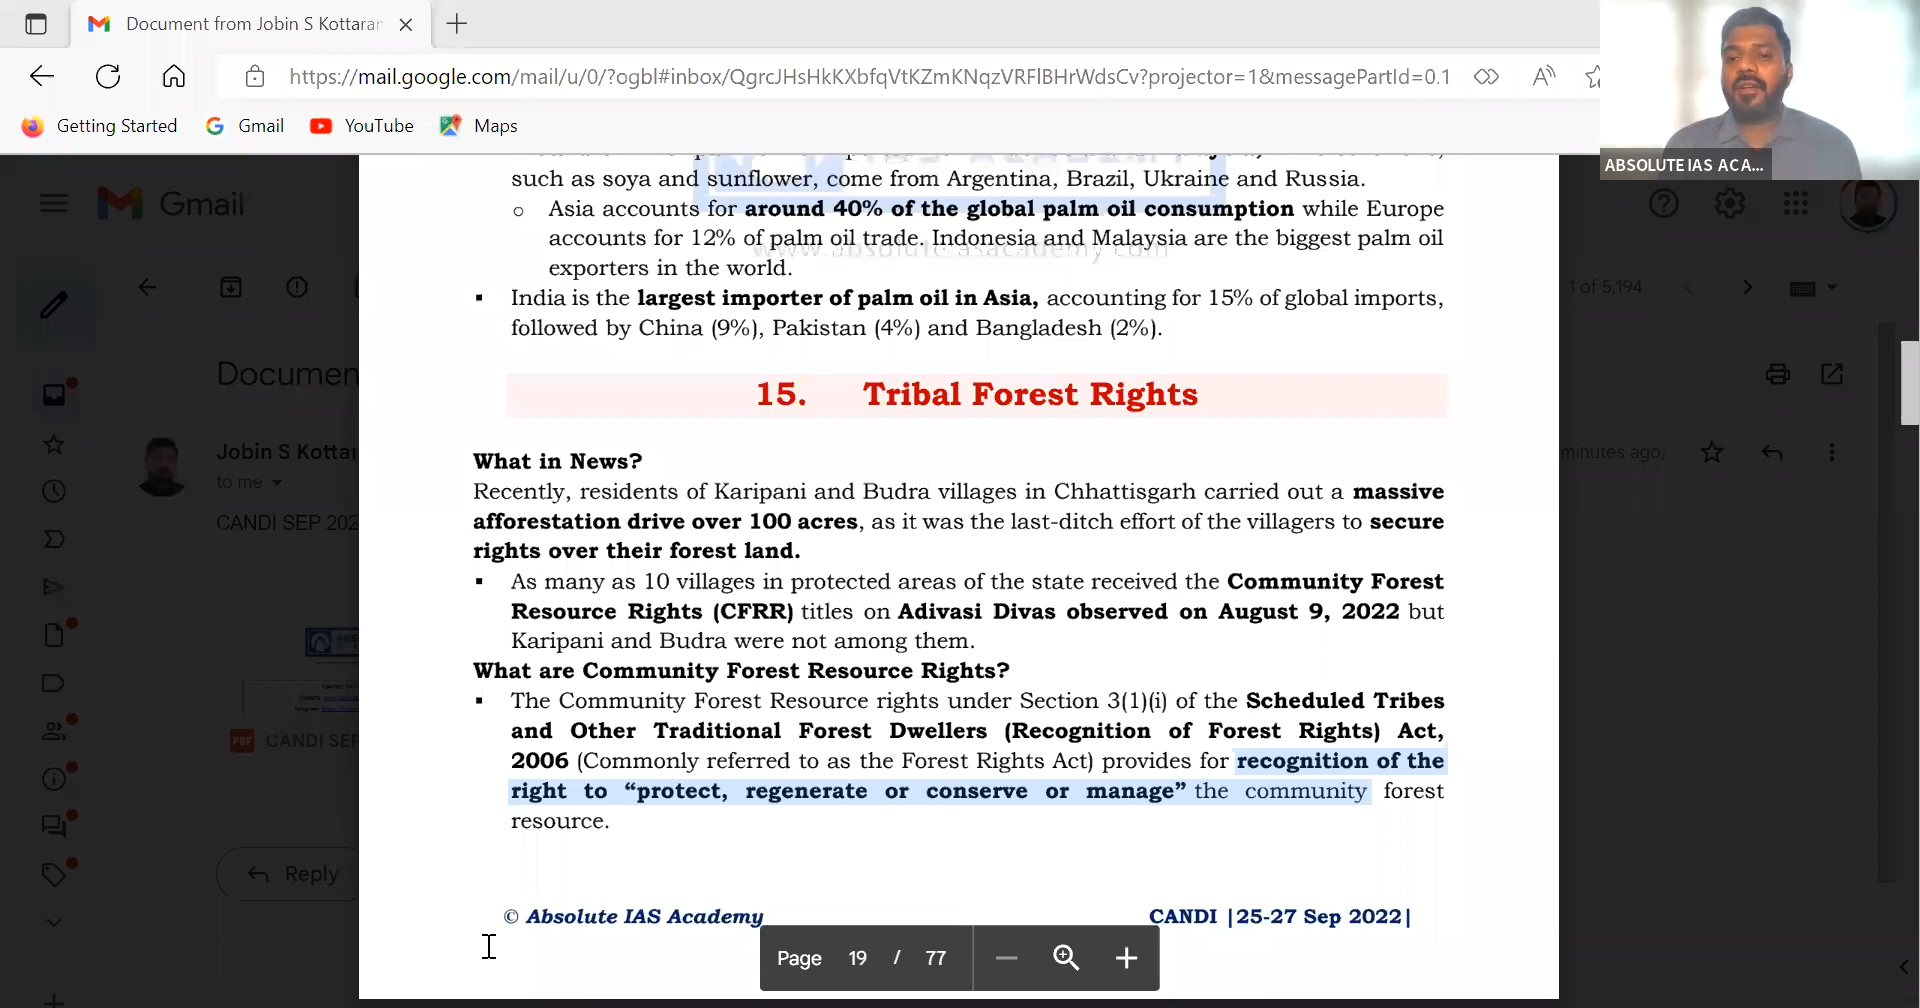 Document from Jobin S Kottaran
https://mail.google.com/mail/u/0/?ogbl#inbox/QgrcJHsHkKXbfqVtKZmKNqzVRFlBHrWdsCv?projector=1&messagePartId=0.1
Getting Started Gmail YouTube Maps
ABSOLUTE IAS ACA...
Gmail
such as soya and sunflower, come from Argentina, Brazil, Ukraine and Russia.
o Asia accounts for around 40% of the global palm oil consumption while Europe
accounts for 12% of palm oil trade. Indonesia and Malaysia are the biggest palm oil
exporters in the world.
▪ India is the largest importer of palm oil in Asia, accounting for 15% of global imports,
followed by China (9%), Pakistan (4%) and Bangladesh (2%).
1 of 5,194
Documen
15. Tribal Forest Rights
Jobin S Kottar
to me
minutes ago)
CANDI SEP 202
What in News?
Recently, residents of Karipani and Budra villages in Chhattisgarh carried out a massive
afforestation drive over 100 acres, as it was the last-ditch effort of the villagers to secure
rights over their forest land.
▪ As many as 10 villages in protected areas of the state received the Community Forest
Resource Rights (CFRR) titles on Adivasi Divas observed on August 9, 2022 but
Karipani and Budra were not among them.
What are Community Forest Resource Rights?
▪ The Community Forest Resource rights under Section 3(1)(i) of the Scheduled Tribes
and Other Traditional Forest Dwellers (Recognition of Forest Rights) Act,
2006 (Commonly referred to as the Forest Rights Act) provides for recognition of the
right to “protect, regenerate or conserve or manage” the community forest
resource.
PDF CANDI SEP
Reply
© Absolute IAS Academy CANDI |25-27 Sep 2022|
Page 19 / 77